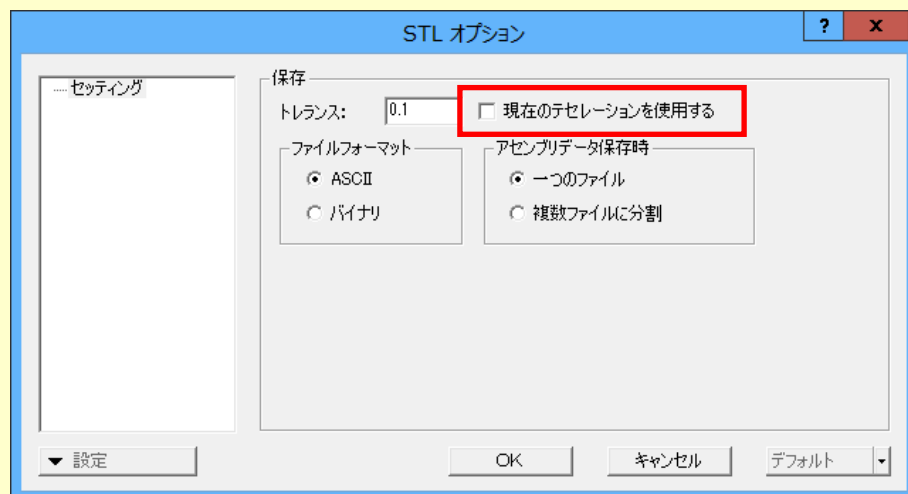 STL オプション
? x
セッティング
保存
トレランス: 0.1 現在のテセレーションを使用する
ファイルフォーマット アセンブリデータ保存時
ASCII 一つのファイル
バイナリ 複数ファイルに分割
設定 OK キャンセル デフォルト